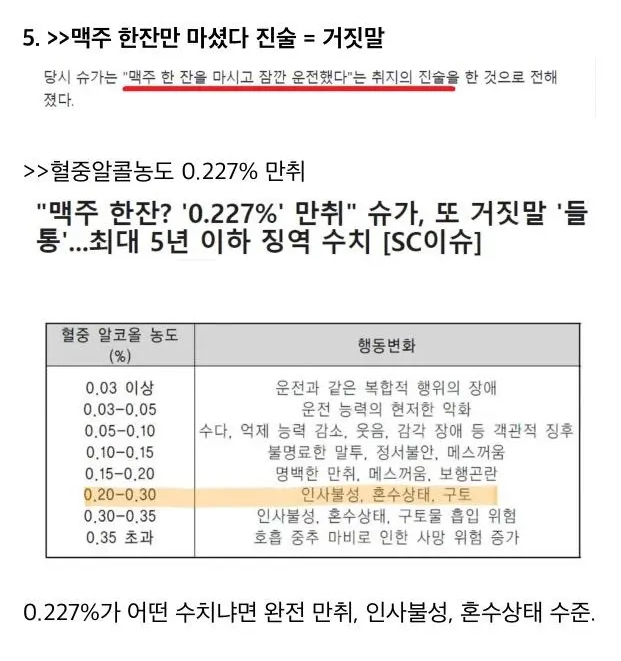 5. >>맥주 한잔만 마셨다 진술 = 거짓말
당시 슈가는 "맥주 한 잔을 마시고 잠깐 운전했다"는 취지의 진술을 한 것으로 전해
졌다.
>>혈중알콜농도 0.227% 만취
"맥주 한잔? '0.227%' 만취" 슈가, 또 거짓말 '들
통'...최대 5년 이하 징역 수치 [SC이슈]
혈중 알코올 농도
(%)
행동변화
0.03 이상 운전과 같은 복합적 행위의 장애
0.03-0.05 운전 능력의 현저한 악화
0.05-0.10 수다, 억제 능력 감소, 웃음, 감각 장애 등 객관적 징후
0.10-0.15 불명료한 말투, 정서불안, 메스꺼움
0.15-0.20 명백한 만취, 메스꺼움, 보행곤란
0.20-0.30 인사불성, 혼수상태, 구토
0.30-0.35 인사불성, 혼수상태, 구토물 흡입 위험
0.35 초과 호흡 중추 마비로 인한 사망 위험 증가
0.227%가 어떤 수치냐면 완전 만취, 인사불성, 혼수상태 수준.